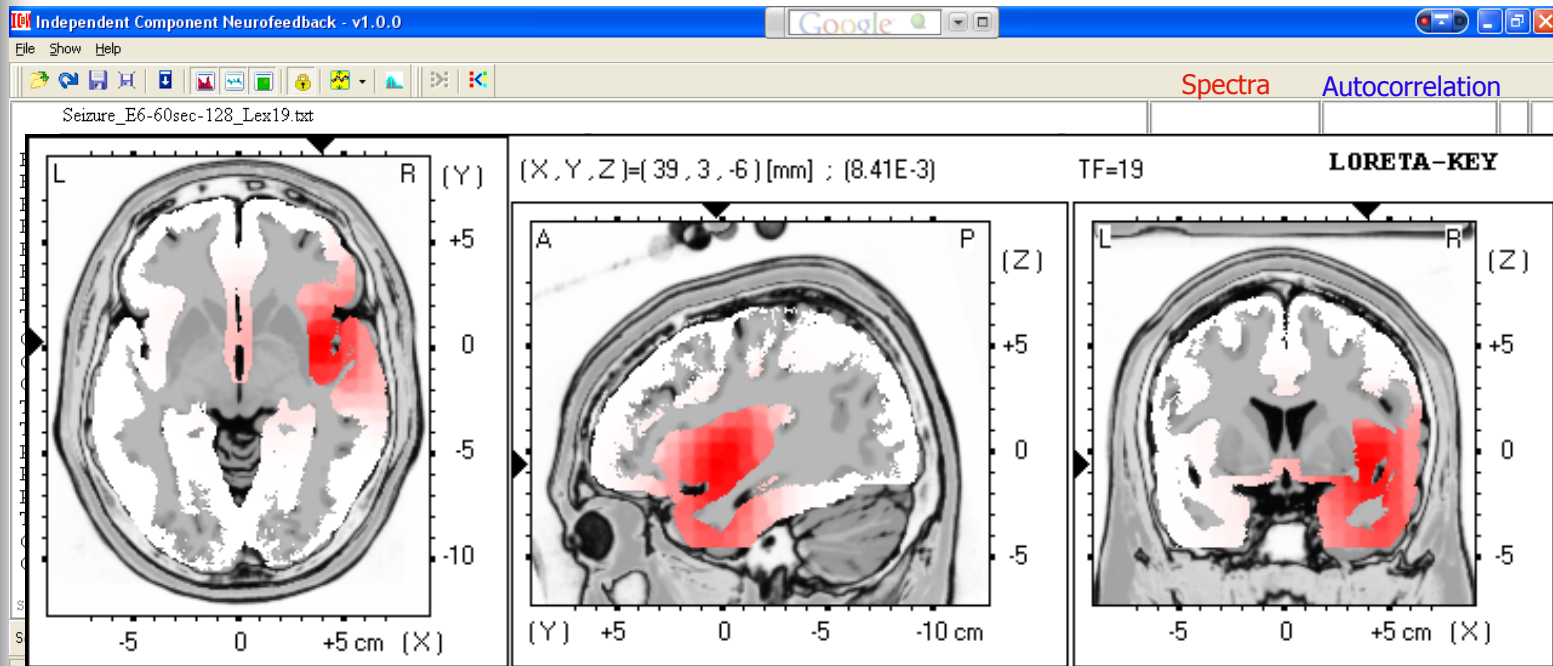 ICoN Independent Component Neurofeedback - v1.0.0
Google
File Show Help
Spectra Autocorrelation
Seizure_E6-60sec-128_Lex19.txt
L R (Y)
+5
0
-5
-10
-5 0 +5 cm (X)
(X,Y,Z)=(39,3,-6)[mm] ; (8.41E-3) TF=19 LORETA-KEY
A P (Z)
+5
0
-5
(Y) +5 0 -5 -10 cm
L R (Z)
+5
0
-5
-5 0 +5 cm (X)